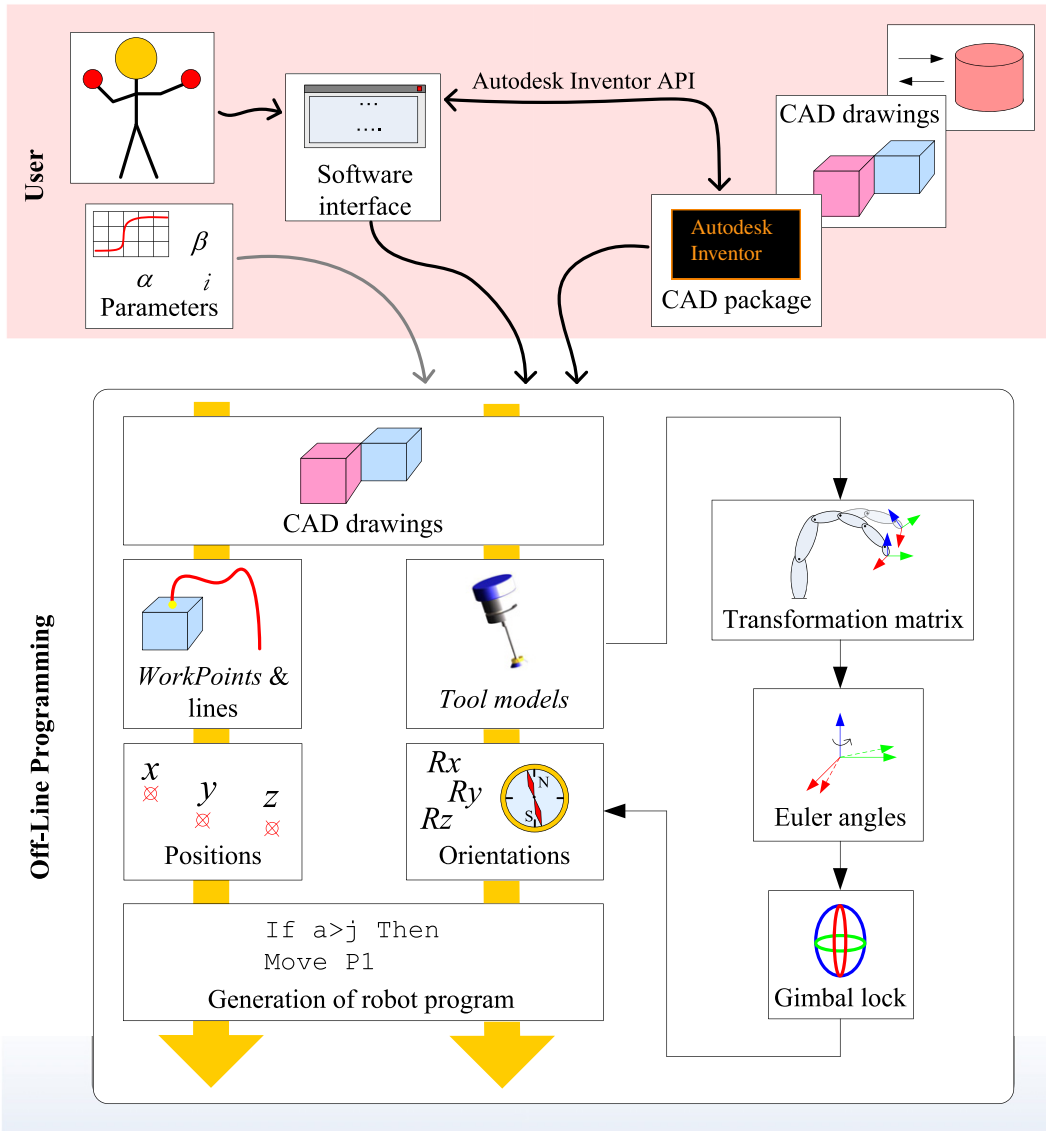 User
Autodesk Inventor API
CAD drawings
Software
interface
Autodesk
Inventor
CAD package
β
α
i
Parameters
Off-Line Programming
CAD drawings
WorkPoints &
lines
Tool models
Transformation matrix
x
y
z
Positions
Rx
Ry
Rz
N
S
Orientations
Euler angles
If a>j Then
Move P1
Generation of robot program
Gimbal lock